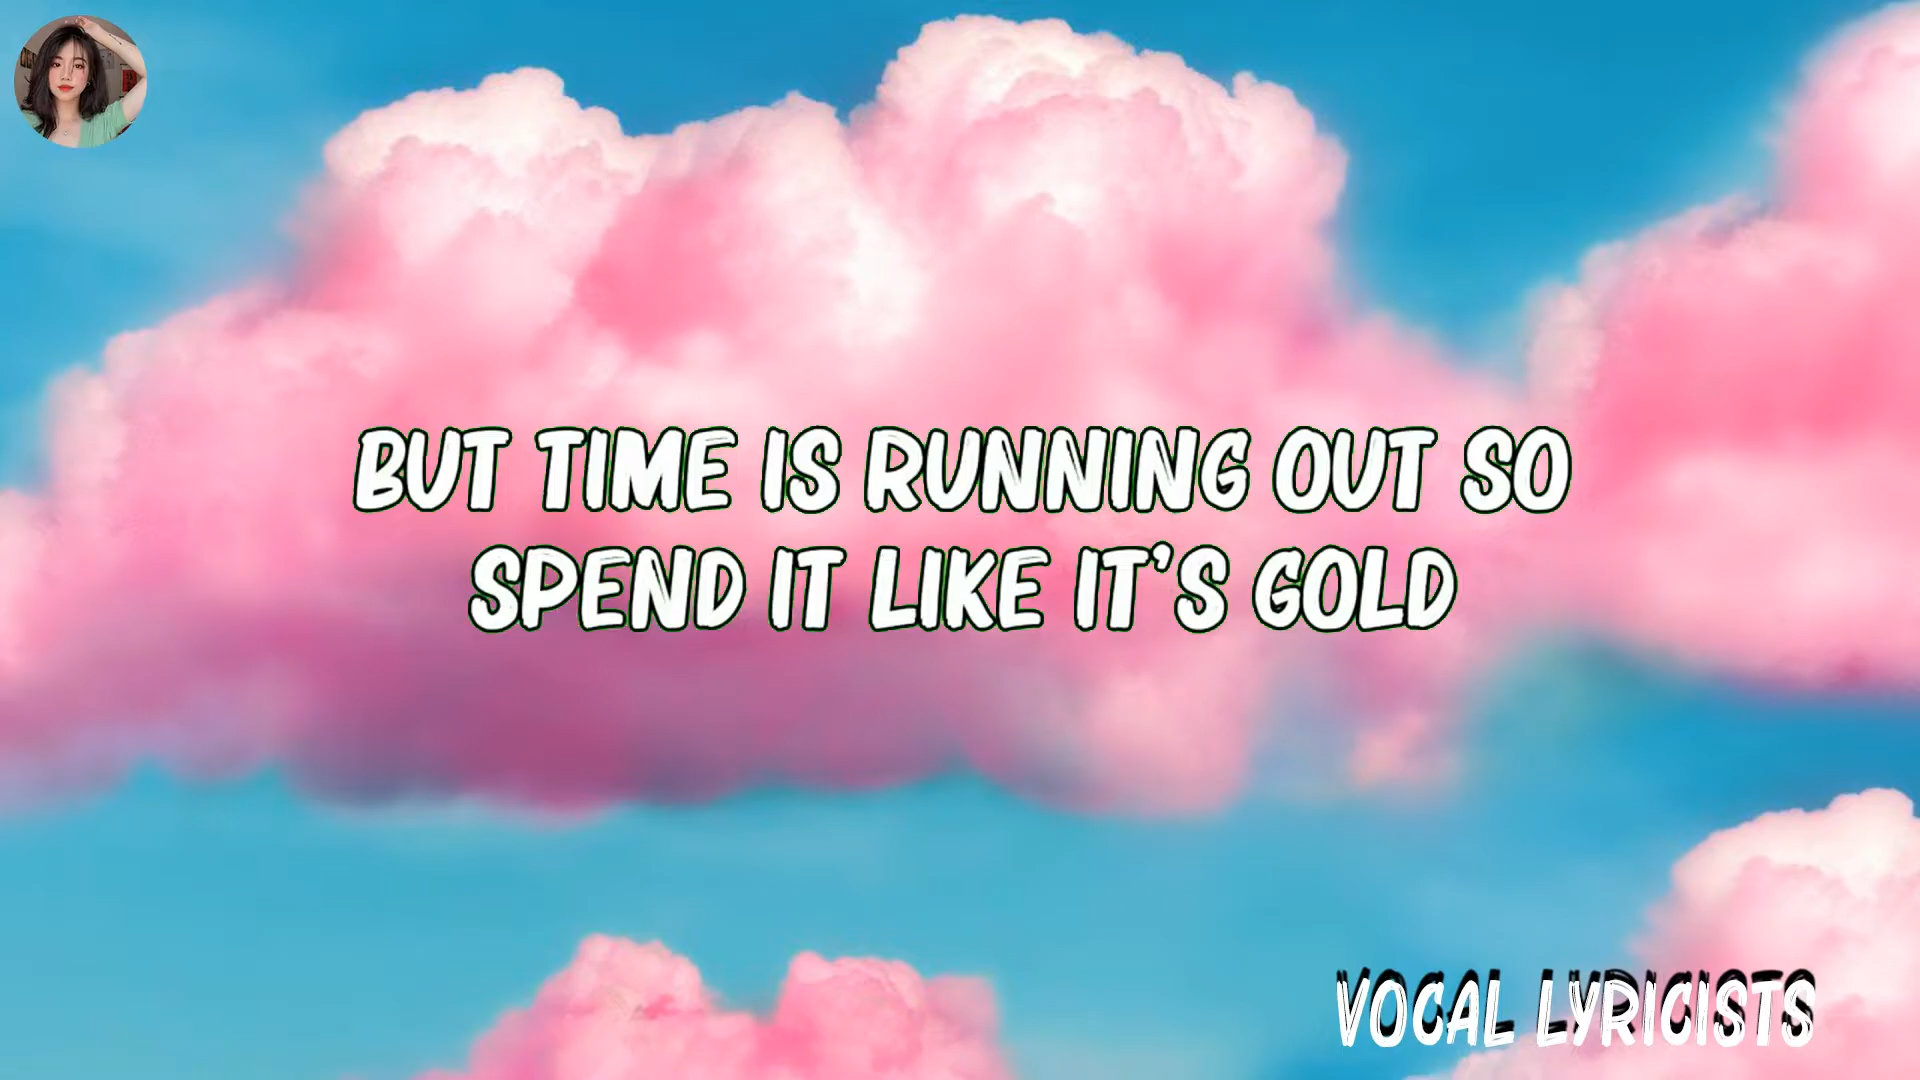 BUT TIME IS RUNNING OUT SO
SPEND IT LIKE IT'S GOLD
VOCAL LYRICISTS